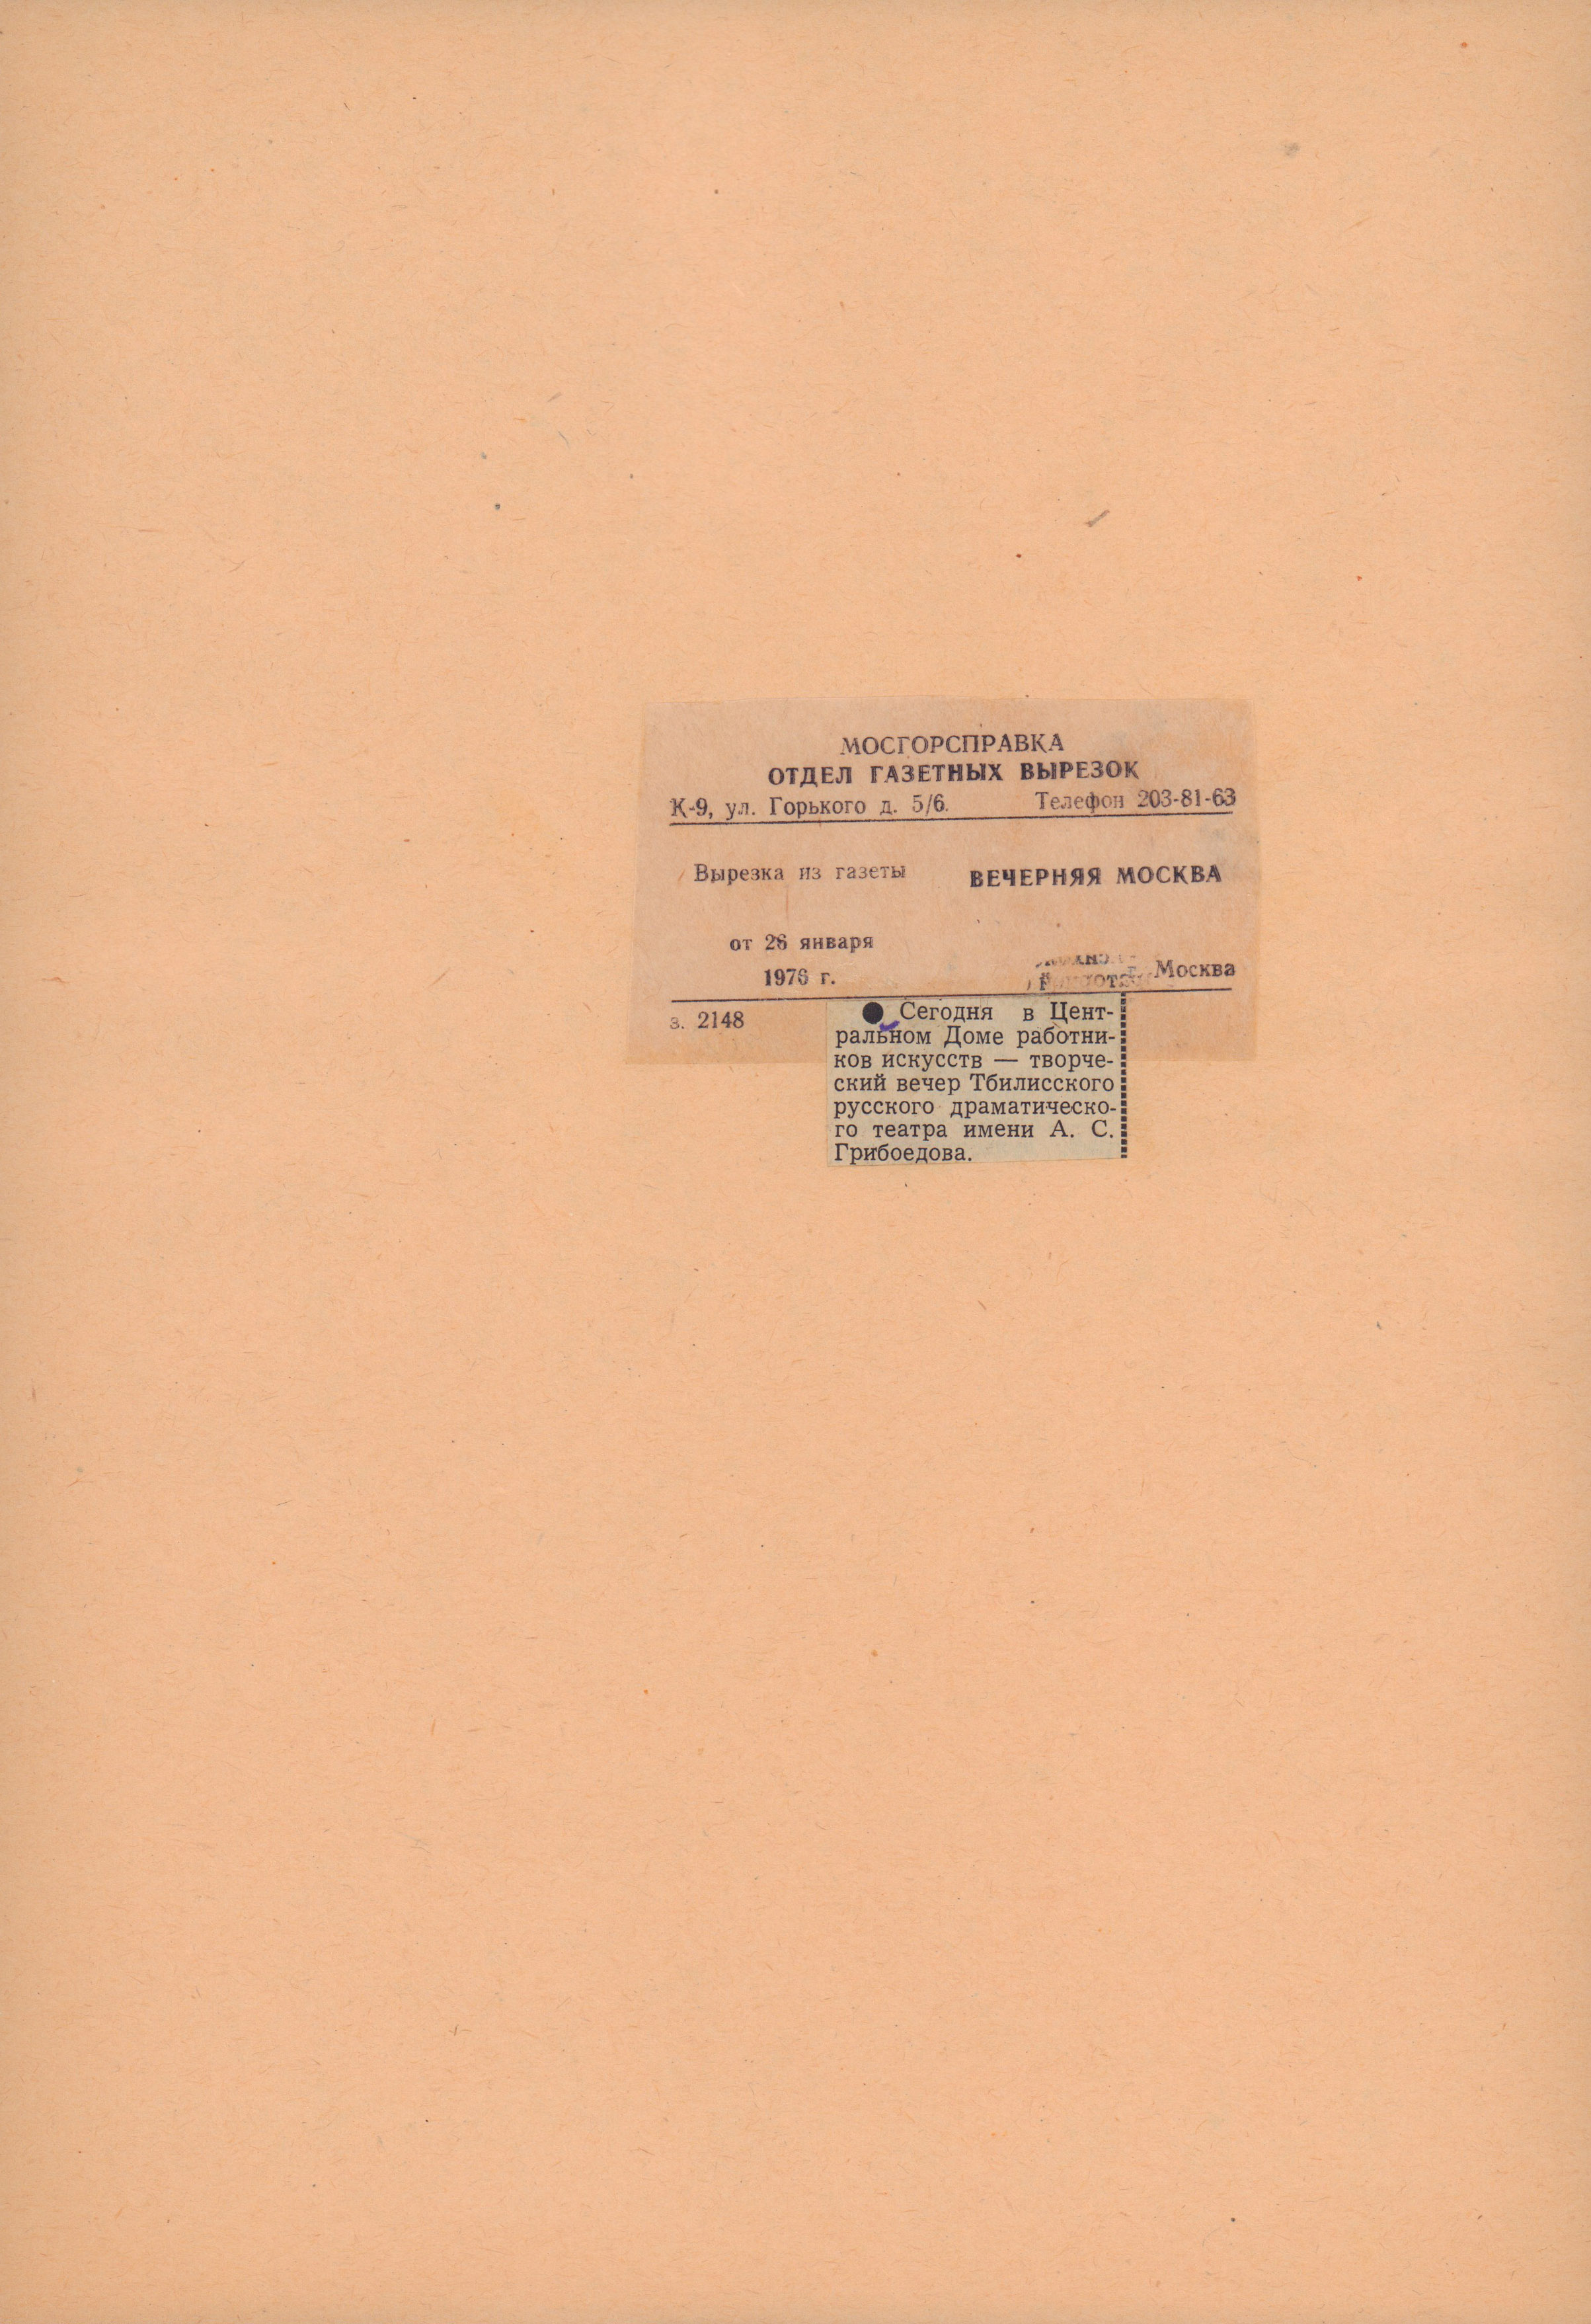 МОСГОРСПРАВКА
ОТДЕЛ ГАЗЕТНЫХ ВЫРЕЗОК
К-9, ул. Горького д. 5/6. Телефон 203-81-63
Вырезка из газеты ВЕЧЕРНЯЯ МОСКВА
от 26 января
1976 г. г. Москва
з. 2148
● Сегодня в Цент-
ральном Доме работни-
ков искусств — творче-
ский вечер Тбилисского
русского драматическо-
го театра имени А. С.
Грибоедова.